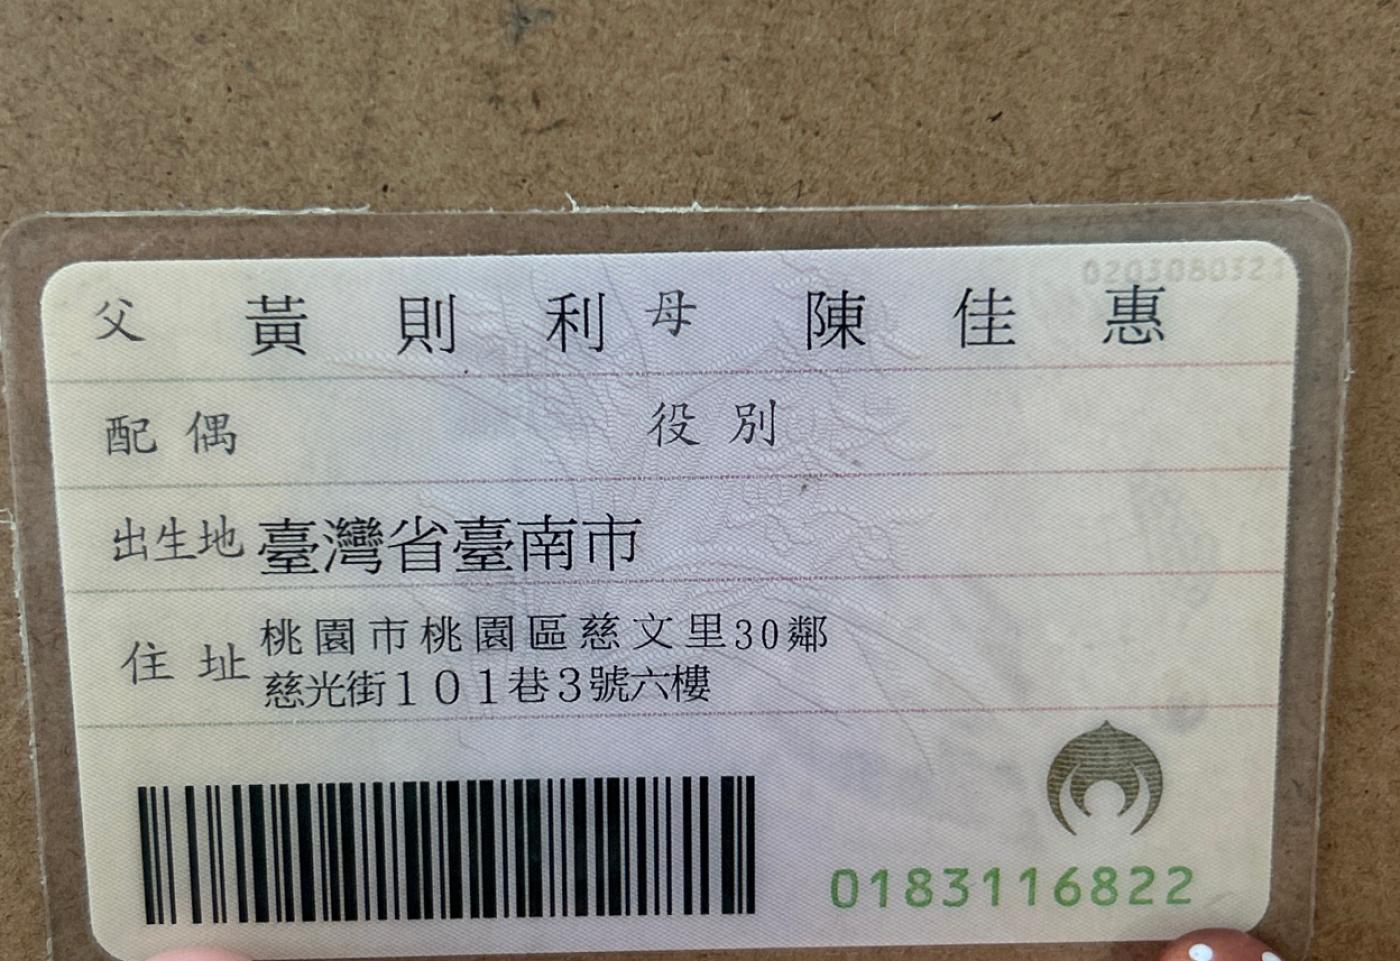 0203080321
父 黃則利 母 陳佳惠
配偶 役別
出生地 臺灣省臺南市
住址 桃園市桃園區慈文里30鄰
慈光街101巷3號六樓
0183116822